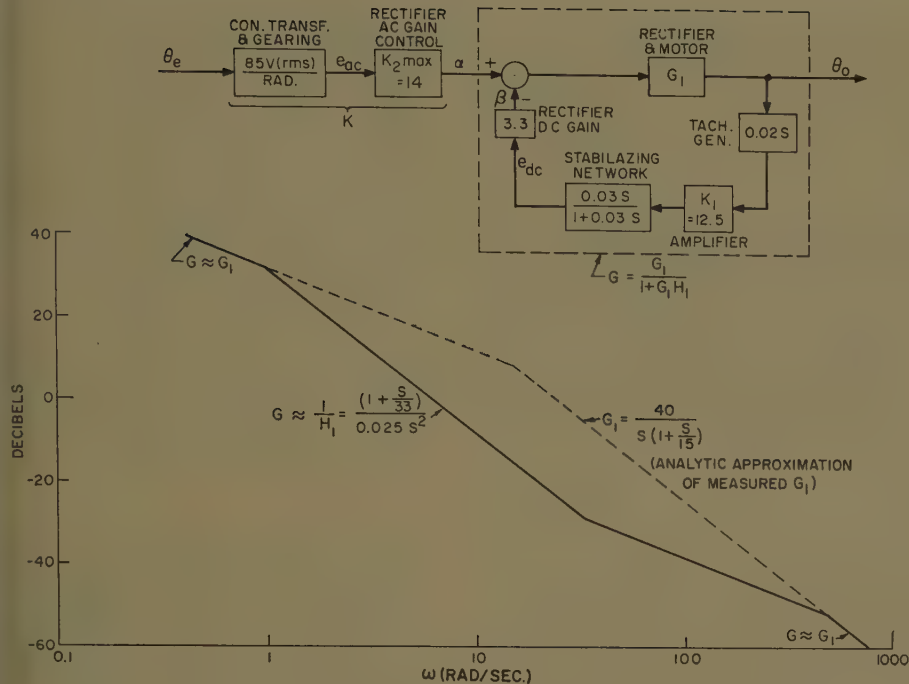 CON. TRANSF.
& GEARING
85V(rms)
RAD.
θe
eac
RECTIFIER
AC GAIN
CONTROL
K2 max
=14
α
+
K
β
-
3.3
RECTIFIER
DC GAIN
RECTIFIER
& MOTOR
G1
θo
TACH.
GEN.
0.02S
edc
STABILAZING
NETWORK
0.03 S
1+0.03 S
K1
=12.5
AMPLIFIER
G = G1
1+G1H1
40
20
0
-20
-40
-60
DECIBELS
G≈G1
G ≈ 1/H1 = (1+S/33)
0.025 S²
G1 = 40
S(1+S/15)
(ANALYTIC APPROXIMATION
OF MEASURED G1)
G≈G1
0.1
1
10
100
1000
ω(RAD/SEC.)